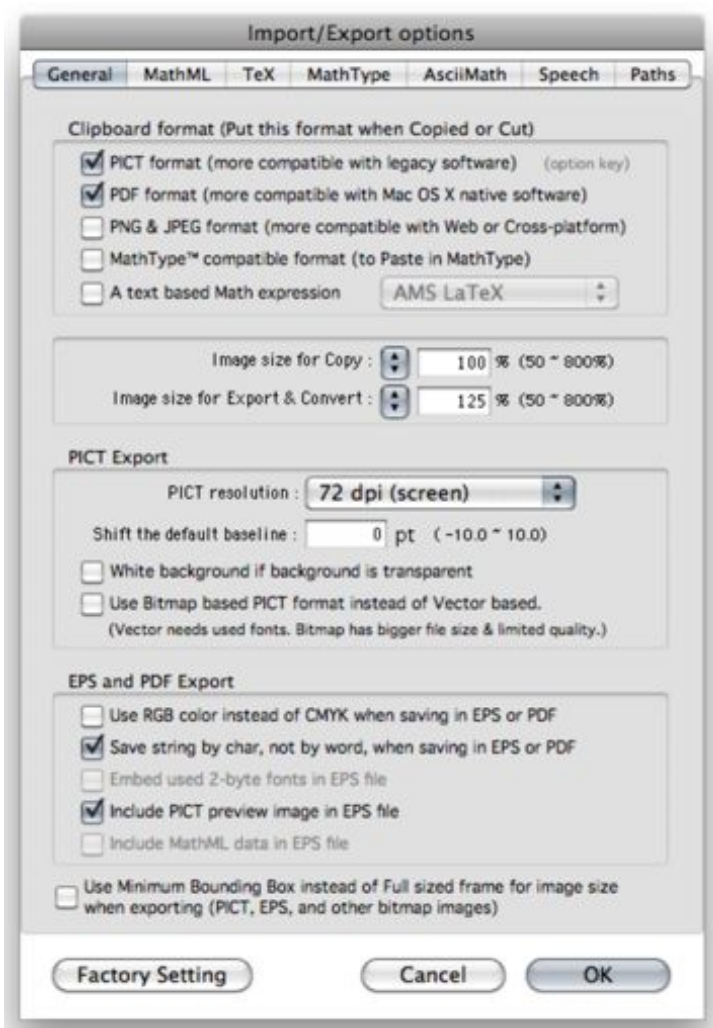 Import/Export options
General MathML TeX MathType AsciiMath Speech Paths
Clipboard format (Put this format when Copied or Cut)
PICT format (more compatible with legacy software) (option key)
PDF format (more compatible with Mac OS X native software)
PNG & JPEG format (more compatible with Web or Cross-platform)
MathType™ compatible format (to Paste in MathType)
A text based Math expression AMS LaTeX
Image size for Copy : 100 % (50 ~ 800%)
Image size for Export & Convert : 125 % (50 ~ 800%)
PICT Export
PICT resolution : 72 dpi (screen)
Shift the default baseline : 0 pt (-10.0 ~ 10.0)
White background if background is transparent
Use Bitmap based PICT format instead of Vector based.
(Vector needs used fonts. Bitmap has bigger file size & limited quality.)
EPS and PDF Export
Use RGB color instead of CMYK when saving in EPS or PDF
Save string by char, not by word, when saving in EPS or PDF
Embed used 2-byte fonts in EPS file
Include PICT preview image in EPS file
Include MathML data in EPS file
Use Minimum Bounding Box instead of Full sized frame for image size
when exporting (PICT, EPS, and other bitmap images)
Factory Setting Cancel OK